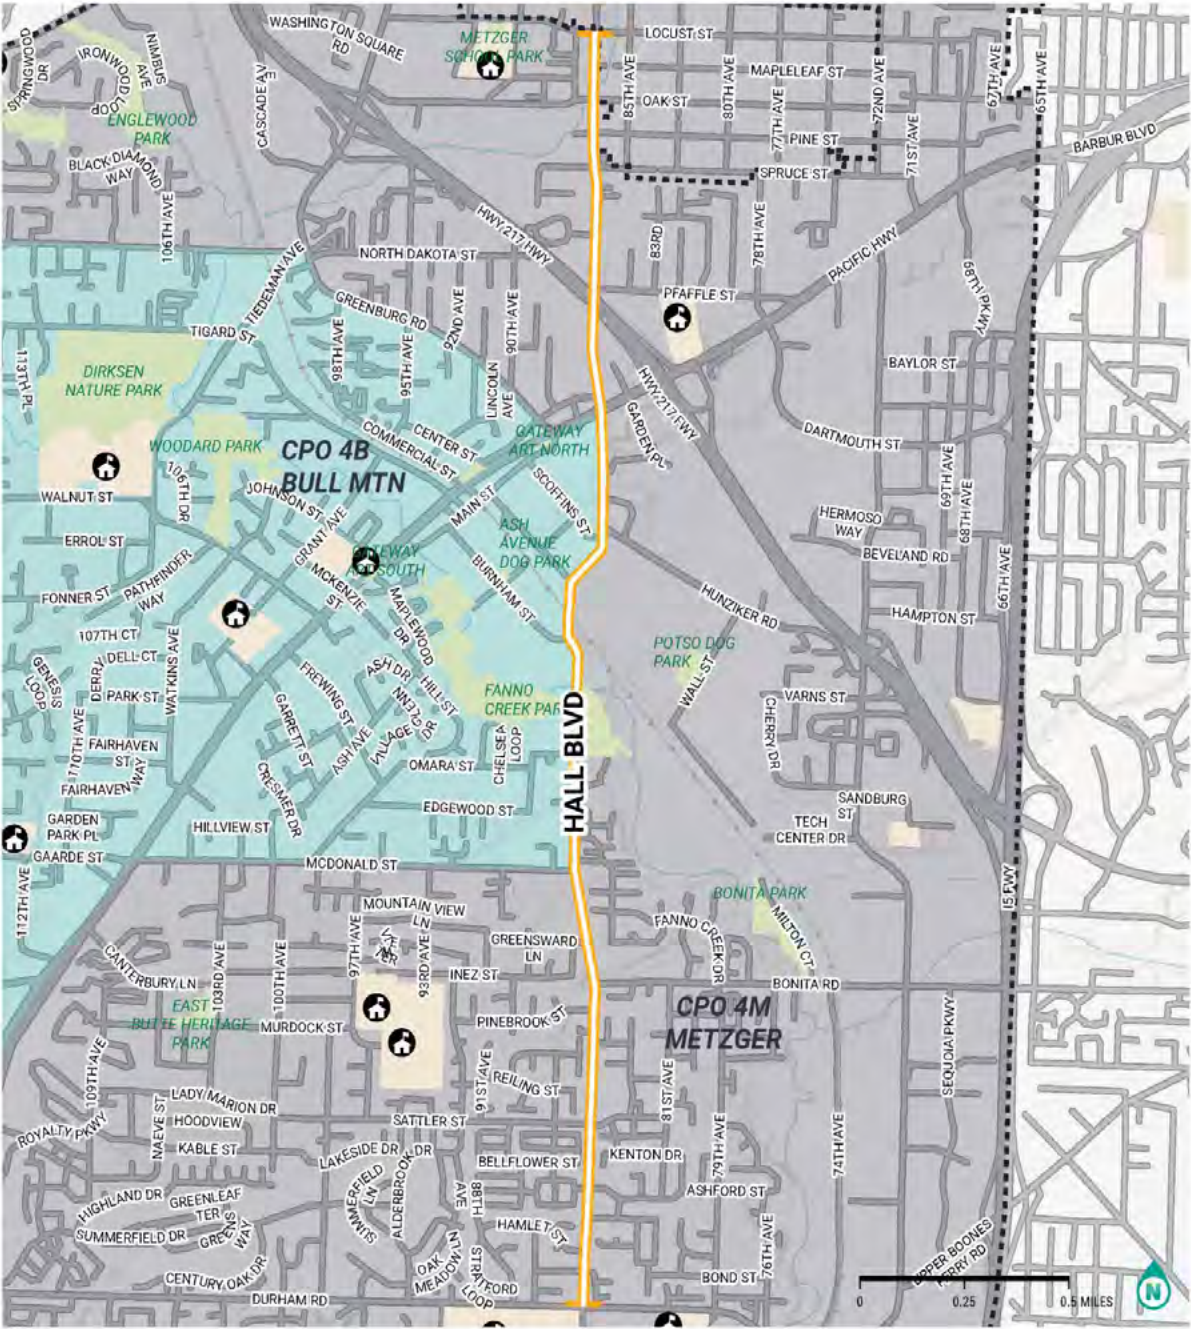 WASHINGTON SQUARE
RD
METZGER
SCHOOL PARK
LOCUST ST
GOODWIN
SPRINGWOOD
DR
IRONWOOD LOOP
NIMBUS
AVE
CASCADE AVE
85TH AVE
80TH AVE
MAPLELEAF ST
77TH AVE
72ND AVE
67TH AVE
65TH AVE
OAK ST
ENGLEWOOD
PARK
PINE ST
71ST AVE
BARBUR BLVD
BLACK DIAMOND
WAY
SPRUCE ST
106TH AVE
HWY 217 HWY
83RD
78TH AVE
PACIFIC HWY
NORTH DAKOTA ST
TIEDEMAN AVE
68TH PKWY
PFAFFLE ST
GREENBURG RD
92ND AVE
90TH AVE
TIGARD ST
98TH AVE
95TH AVE
113TH PL
DIRKSEN
NATURE PARK
BAYLOR ST
LINCOLN
AVE
HWY 217 FWY
GARDEN PL
CENTER ST
COMMERCIAL ST
GATEWAY
ART NORTH
DARTMOUTH ST
WOODARD PARK
CPO 4B
BULL MTN
106TH DR
SCOFFINS ST
69TH AVE
68TH AVE
WALNUT ST
JOHNSON ST
MAIN ST
GRANT AVE
HERMOSO
WAY
ASH
AVENUE
DOG PARK
ERROL ST
GATEWAY
ART SOUTH
BEVELAND RD
66TH AVE
PATHFINDER
WAY
FONNER ST
MCKENZIE
ST
BURNHAM ST
HUNZIKER RD
HAMPTON ST
MAPLEWOOD
DR
107TH CT
POTSO DOG
PARK
GENESIS
LOOP
DERRY
DELL CT
WATKINS AVE
ASH DR
HILL ST
WALL ST
FREWING ST
PARK ST
GARRETT ST
FANNO
CREEK PARK
VARNS ST
CHERRY DR
110TH AVE
FAIRHAVEN
ST
VILLAGE
GLENN
DR
ASH AVE
CHELSEA
LOOP
HALL BLVD
OMARA ST
FAIRHAVEN
WAY
CRESMER DR
EDGEWOOD ST
SANDBURG
ST
GARDEN
PARK PL
HILLVIEW ST
TECH
CENTER DR
GAARDE ST
MCDONALD ST
112TH AVE
I5 FWY
BONITA PARK
MOUNTAIN VIEW
LN
97TH AVE
93RD AVE
GREENSWARD
LN
FANNO
CREEK DR
MILTON CT
CANTERBURY LN
103RD AVE
100TH AVE
INEZ ST
BONITA RD
EAST
BUTTE HERITAGE
PARK
MURDOCK ST
PINEBROOK ST
CPO 4M
METZGER
SEQUOIA PKWY
109TH AVE
91ST AVE
REILING ST
81ST AVE
LADY MARION DR
HOODVIEW
NAEVE ST
ROYALTY PKWY
SATTLER ST
79TH AVE
74TH AVE
KABLE ST
LAKESIDE DR
DR
BELLFLOWER ST
KENTON DR
HIGHLAND DR
GREENLEAF
TER
SUMMERFIELD
LN
ALDERBROOK
88TH
AVE
ASHFORD ST
SUMMERFIELD DR
GREENS
WAY
HAMLET ST
76TH AVE
UPPER BOONES
FERRY RD
CENTURY OAK DR
OAK
MEADOW LN
STRATFORD
LOOP
BOND ST
DURHAM RD
0
0.25
0.5 MILES
N